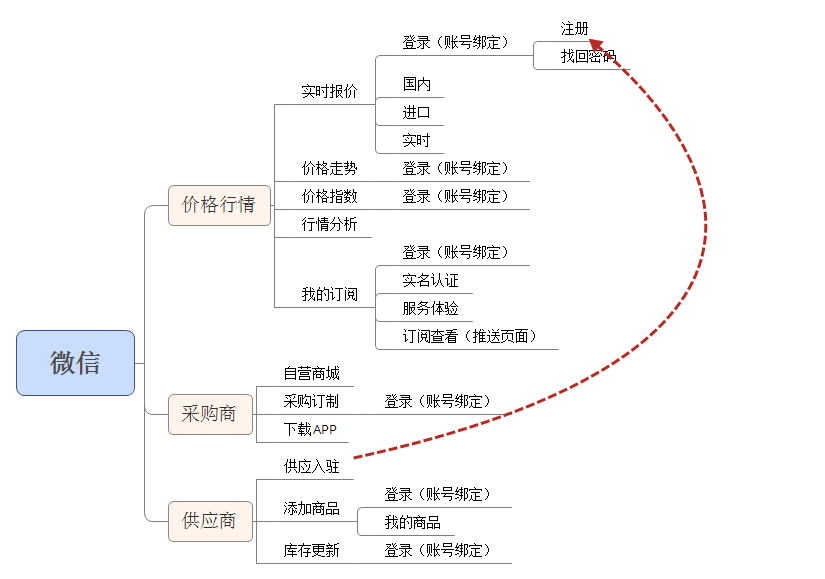 微信
价格行情
实时报价
登录（账号绑定）
注册
找回密码
国内
进口
实时
价格走势
登录（账号绑定）
价格指数
登录（账号绑定）
行情分析
我的订阅
登录（账号绑定）
实名认证
服务体验
订阅查看（推送页面）
采购商
自营商城
采购订制
登录（账号绑定）
下载APP
供应商
供应入驻
添加商品
登录（账号绑定）
我的商品
库存更新
登录（账号绑定）